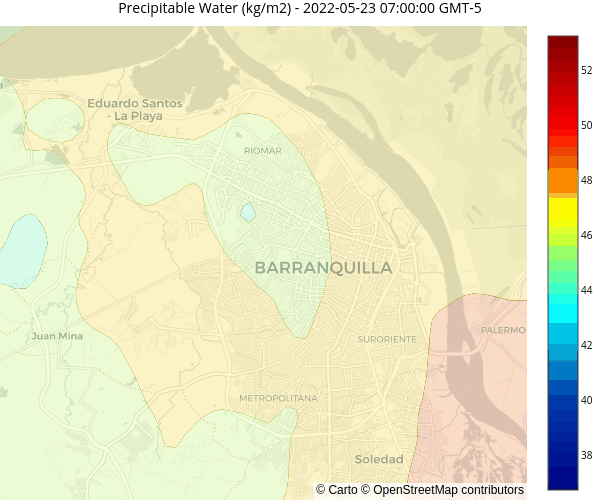 Precipitable Water (kg/m2) - 2022-05-23 07:00:00 GMT-5
Eduardo Santos
- La Playa
RIOMAR
BARRANQUILLA
Juan Mina
SURORIENTE
PALERMO
METROPOLITANA
Soledad
© Carto © OpenStreetMap contributors
52
50
48
46
44
42
40
38